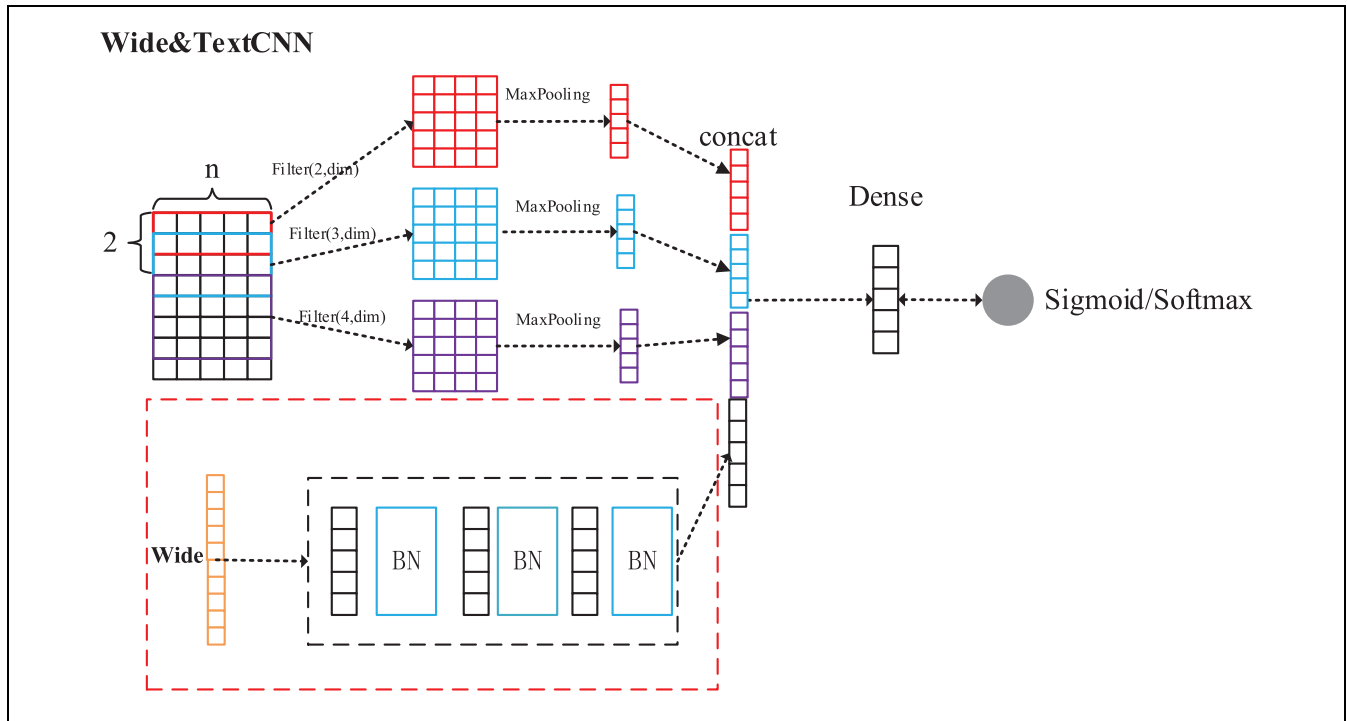 Wide&TextCNN
MaxPooling
concat
Filter(2,dim)
n
Dense
MaxPooling
2
Filter(3,dim)
Sigmoid/Softmax
Filter(4,dim)
MaxPooling
Wide
BN
BN
BN